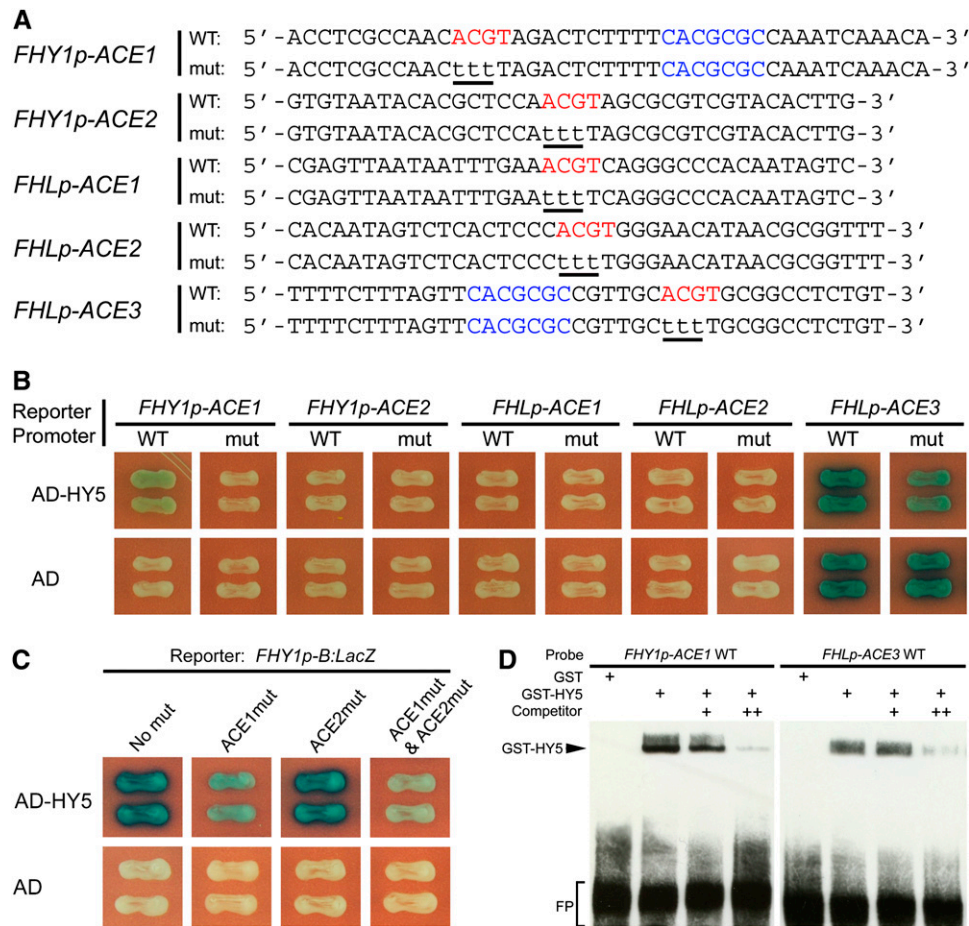 A
FHY1p-ACE1
WT: 5′-ACCTCGCCAACACGTAGACTCTTTTCACGCGCCAAATCAAACA-3′
mut: 5′-ACCTCGCCAACtttTAGACTCTTTTCACGCGCCAAATCAAACA-3′
FHY1p-ACE2
WT: 5′-GTGTAATACACGCTCCAACGTAGCGCGTCGTACACTTG-3′
mut: 5′-GTGTAATACACGCTCCAtttTAGCGCGTCGTACACTTG-3′
FHLp-ACE1
WT: 5′-CGAGTTAATAATTTGAAACGTCAGGGCCCACAATAGTC-3′
mut: 5′-CGAGTTAATAATTTGAAtttTCAGGGCCCACAATAGTC-3′
FHLp-ACE2
WT: 5′-CACAATAGTCTCACTCCCACGTGGGAACATAACGCGGTTT-3′
mut: 5′-CACAATAGTCTCACTCCCtttTGGGAACATAACGCGGTTT-3′
FHLp-ACE3
WT: 5′-TTTTCTTTAGTTCACGCGCCGTTGCACGTGCGGCCTCTGT-3′
mut: 5′-TTTTCTTTAGTTCACGCGCCGTTGCtttTGCGGCCTCTGT-3′
B
Reporter Promoter
FHY1p-ACE1 FHY1p-ACE2 FHLp-ACE1 FHLp-ACE2 FHLp-ACE3
WT mut WT mut WT mut WT mut WT mut
AD-HY5
AD
C
Reporter: FHY1p-B:LacZ
No mut ACE1mut ACE2mut ACE1mut & ACE2mut
AD-HY5
AD
D
Probe FHY1p-ACE1 WT FHLp-ACE3 WT
GST + +
GST-HY5 + + + + + +
Competitor + ++ + ++
GST-HY5
FP